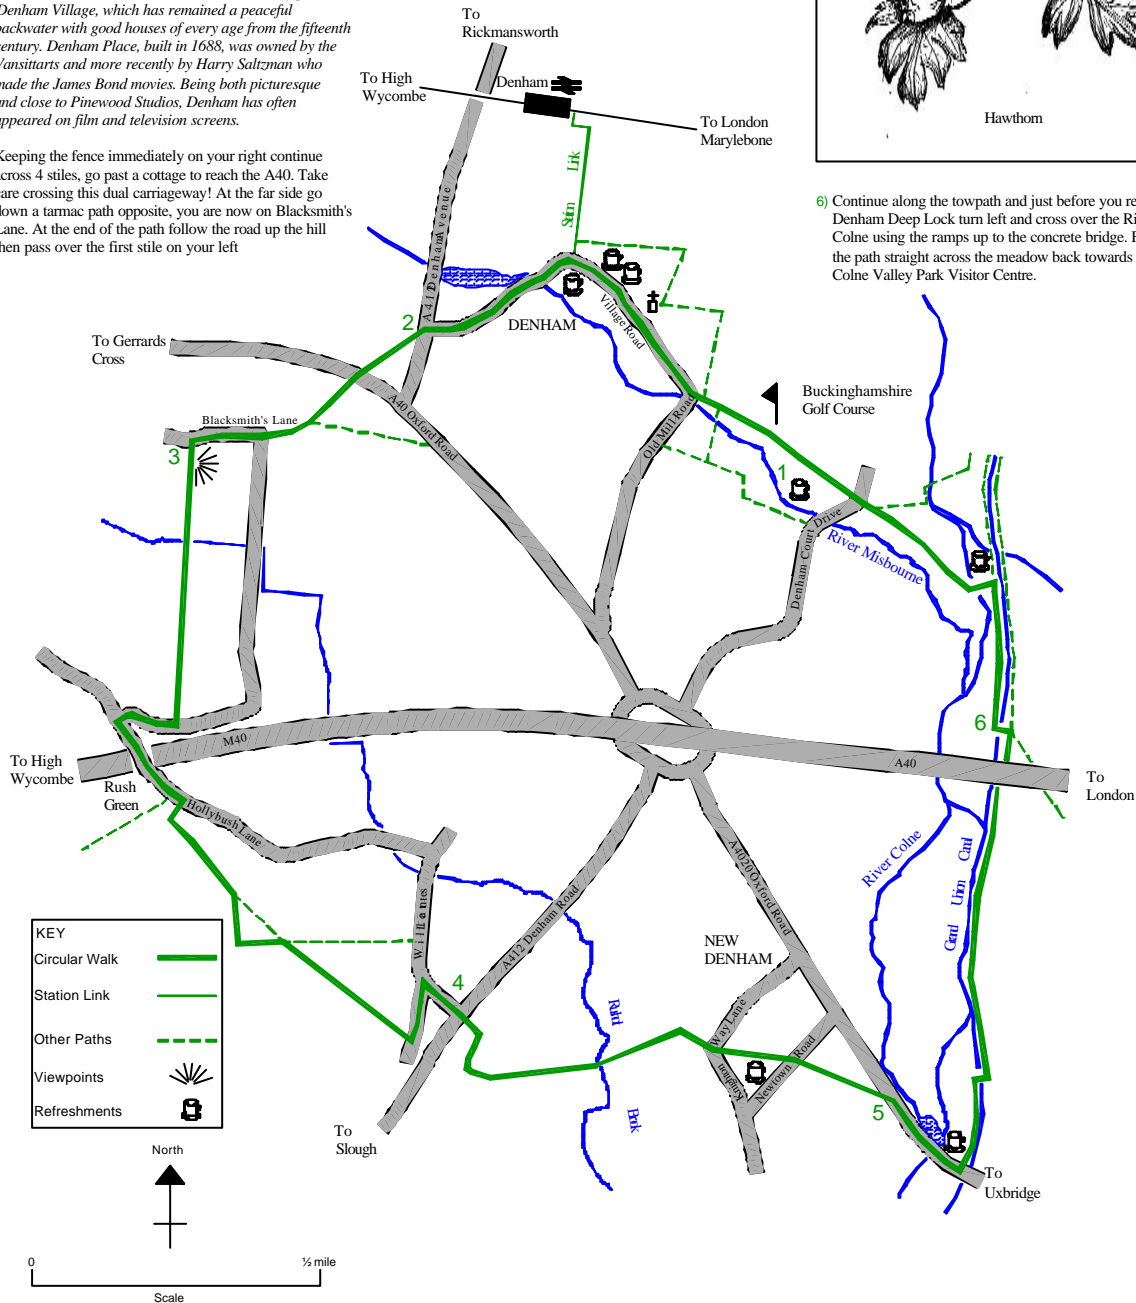 Denham Village, which has remained a peaceful
backwater with good houses of every age from the fifteenth
century. Denham Place, built in 1688, was owned by the
Vansittarts and more recently by Harry Saltzman who
made the James Bond movies. Being both picturesque
and close to Pinewood Studios, Denham has often
appeared on film and television screens.
Keeping the fence immediately on your right continue
across 4 stiles, go past a cottage to reach the A40. Take
care crossing this dual carriageway! At the far side go
down a tarmac path opposite, you are now on Blacksmith's
Lane. At the end of the path follow the road up the hill
then pass over the first stile on your left
To
Rickmansworth
To High
Wycombe
Denham
To London
Marylebone
Hawthorn
6) Continue along the towpath and just before you re
Denham Deep Lock turn left and cross over the Ri
Colne using the ramps up to the concrete bridge. F
the path straight across the meadow back towards
Colne Valley Park Visitor Centre.
Station Link
A412 Denham Avenue
2
DENHAM
Village Road
To Gerrards
Cross
A40 Oxford Road
Old Mill Road
Buckinghamshire
Golf Course
Blacksmith's Lane
3
1
Denham Court Drive
River Misbourne
6
M40
A40
To High
Wycombe
Rush
Green
To
London
Hollybush Lane
River Colne
Grand Union Canal
A4020 Oxford Road
A412 Denham Road
4
NEW
DENHAM
Way Lane
Knighton
Newtown Road
5
To
Slough
To
Uxbridge
KEY
Circular Walk
Station Link
Other Paths
Viewpoints
Refreshments
North
0
½ mile
Scale